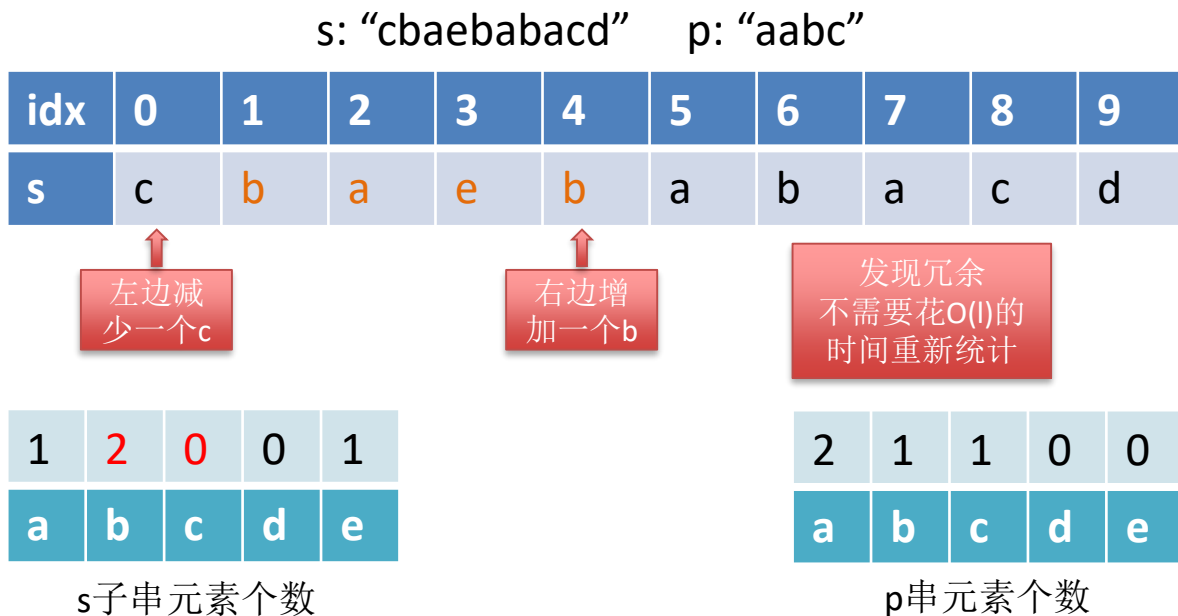 s: “cbaebabacd” p: “aabc”
idx 0 1 2 3 4 5 6 7 8 9
s c b a e b a b a c d
左边减
少一个c
右边增
加一个b
发现冗余
不需要花O(l)的
时间重新统计
1 2 0 0 1
a b c d e
s子串元素个数
2 1 1 0 0
a b c d e
p串元素个数